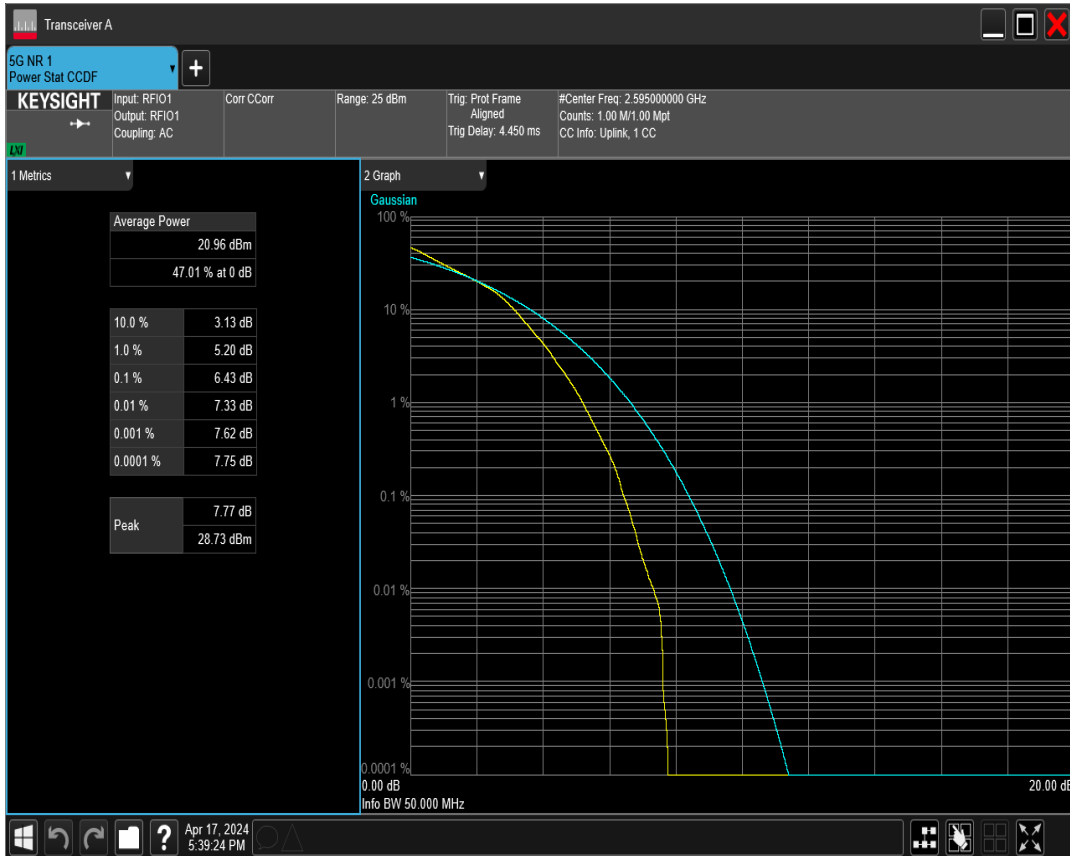 Transceiver A
5G NR 1
Power Stat CCDF
KEYSIGHT
Input: RFIO1
Output: RFIO1
Coupling: AC
Corr CCorr
Range: 25 dBm
Trig: Prot Frame
Aligned
Trig Delay: 4.450 ms
#Center Freq: 2.595000000 GHz
Counts: 1.00 M/1.00 Mpt
CC Info: Uplink, 1 CC
LXI
1 Metrics
Average Power
20.96 dBm
47.01 % at 0 dB
10.0 % 3.13 dB
1.0 % 5.20 dB
0.1 % 6.43 dB
0.01 % 7.33 dB
0.001 % 7.62 dB
0.0001 % 7.75 dB
Peak
7.77 dB
28.73 dBm
2 Graph
Gaussian
100 %
10 %
1 %
0.1 %
0.01 %
0.001 %
0.0001 %
0.00 dB 20.00 dB
Info BW 50.000 MHz
?
Apr 17, 2024
5:39:24 PM